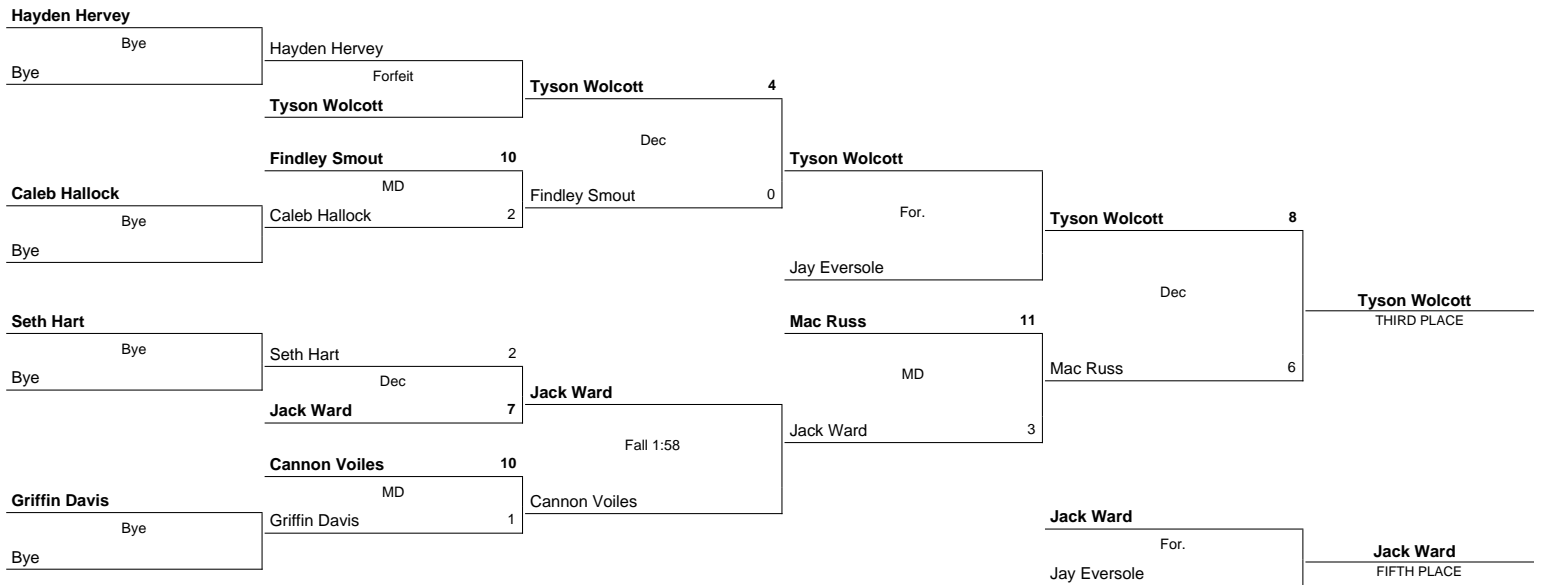 Hayden Hervey
Bye
Bye
Caleb Hallock
Bye
Bye
Seth Hart
Bye
Bye
Griffin Davis
Bye
Bye
Hayden Hervey
Forfeit
Tyson Wolcott
Findley Smout 10
MD
Caleb Hallock 2
Seth Hart 2
Dec
Jack Ward 7
Cannon Voiles 10
MD
Griffin Davis 1
Tyson Wolcott 4
Dec
Findley Smout 0
Jack Ward
Fall 1:58
Cannon Voiles
Tyson Wolcott
For.
Jay Eversole
Mac Russ 11
MD
Jack Ward 3
Tyson Wolcott 8
Dec
Mac Russ 6
Tyson Wolcott
THIRD PLACE
Jack Ward
For.
Jay Eversole
Jack Ward
FIFTH PLACE